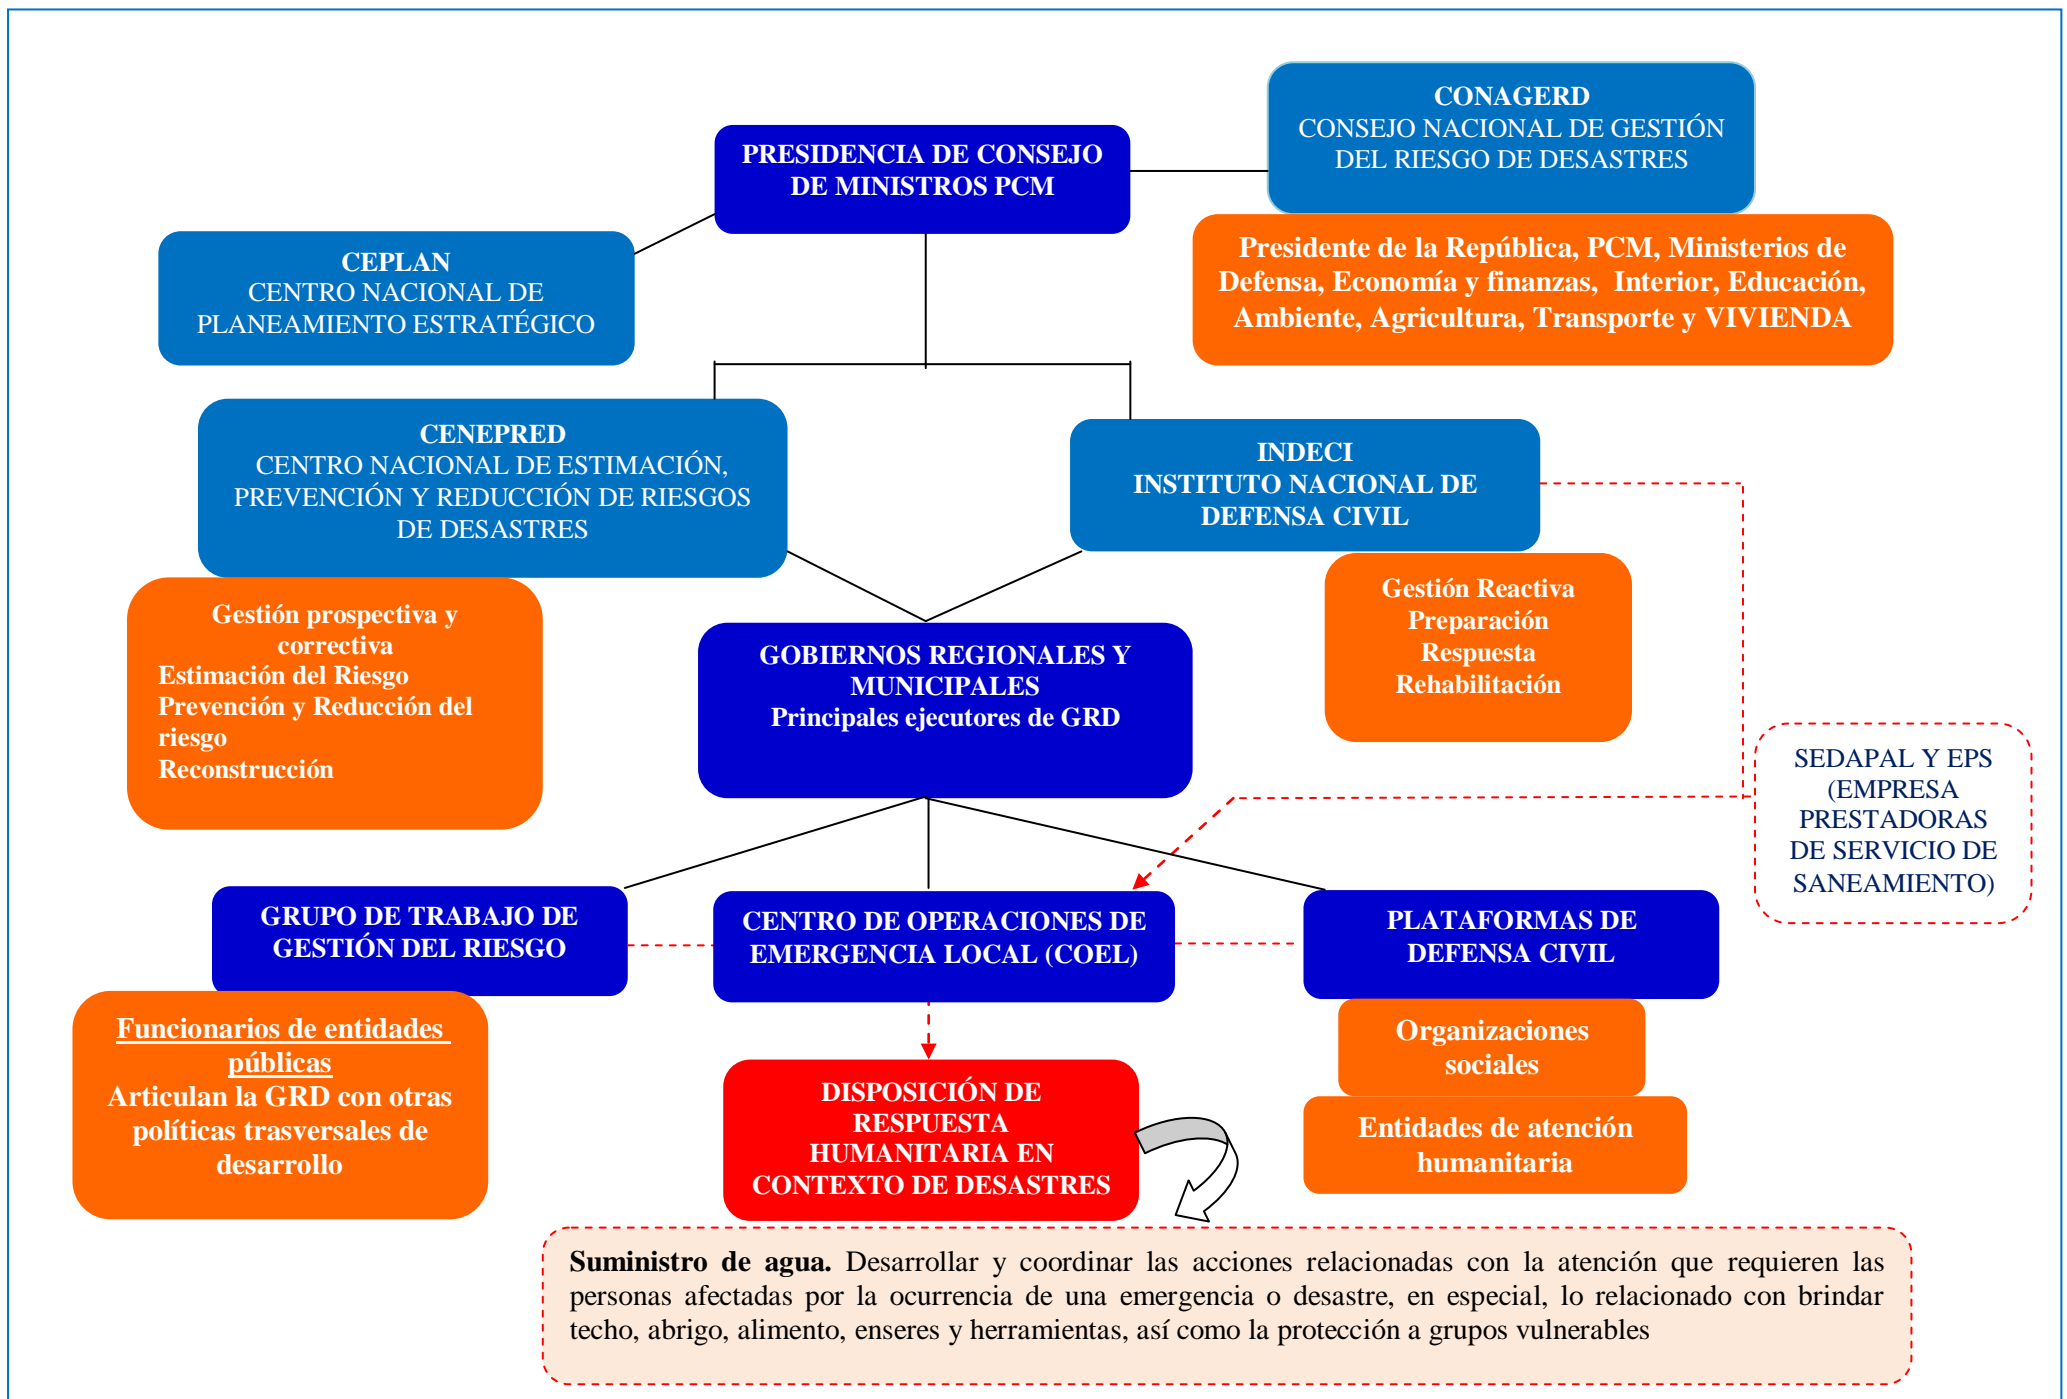 CONAGERD
CONSEJO NACIONAL DE GESTIÓN
DEL RIESGO DE DESASTRES
PRESIDENCIA DE CONSEJO
DE MINISTROS PCM
Presidente de la República, PCM, Ministerios de
Defensa, Economía y finanzas, Interior, Educación,
Ambiente, Agricultura, Transporte y VIVIENDA
CEPLAN
CENTRO NACIONAL DE
PLANEAMIENTO ESTRATÉGICO
CENEPRED
CENTRO NACIONAL DE ESTIMACIÓN,
PREVENCIÓN Y REDUCCIÓN DE RIESGOS
DE DESASTRES
INDECI
INSTITUTO NACIONAL DE
DEFENSA CIVIL
Gestión prospectiva y
correctiva
Estimación del Riesgo
Prevención y Reducción del
riesgo
Reconstrucción
Gestión Reactiva
Preparación
Respuesta
Rehabilitación
GOBIERNOS REGIONALES Y
MUNICIPALES
Principales ejecutores de GRD
SEDAPAL Y EPS
(EMPRESA
PRESTADORAS
DE SERVICIO DE
SANEAMIENTO)
GRUPO DE TRABAJO DE
GESTIÓN DEL RIESGO
CENTRO DE OPERACIONES DE
EMERGENCIA LOCAL (COEL)
PLATAFORMAS DE
DEFENSA CIVIL
Funcionarios de entidades
públicas
Articulan la GRD con otras
políticas trasversales de
desarrollo
DISPOSICIÓN DE
RESPUESTA
HUMANITARIA EN
CONTEXTO DE DESASTRES
Organizaciones
sociales
Entidades de atención
humanitaria
Suministro de agua. Desarrollar y coordinar las acciones relacionadas con la atención que requieren las
personas afectadas por la ocurrencia de una emergencia o desastre, en especial, lo relacionado con brindar
techo, abrigo, alimento, enseres y herramientas, así como la protección a grupos vulnerables